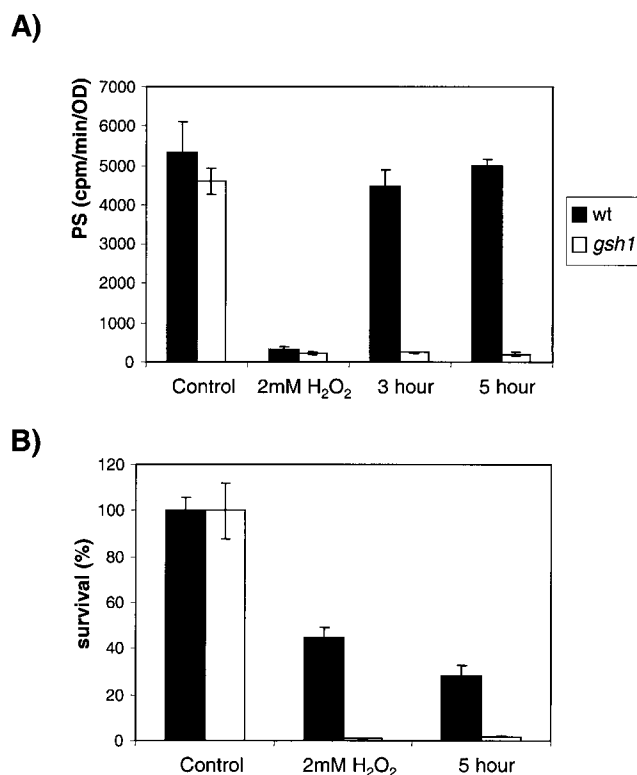 A)
PS (cpm/min/OD)
7000
6000
5000
4000
3000
2000
1000
0
Control 2mM H₂O₂ 3 hour 5 hour
wt
gsh1
B)
survival (%)
120
100
80
60
40
20
0
Control 2mM H₂O₂ 5 hour